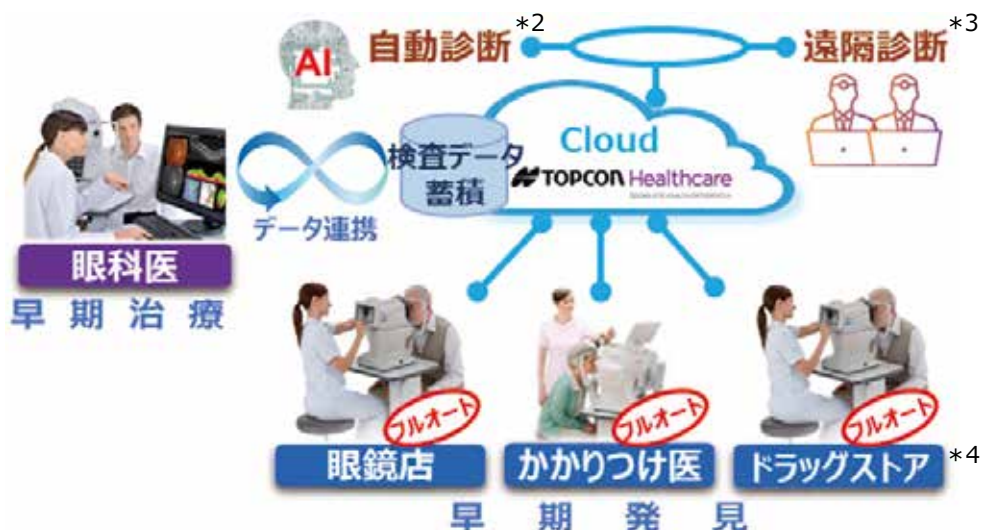 AI
自動診断*2
遠隔診断*3
Cloud
検査データ
蓄積
TOPCON Healthcare
データ連携
眼科医
早期治療
フルオート
フルオート
フルオート
眼鏡店
かかりつけ医
ドラッグストア*4
早期発見